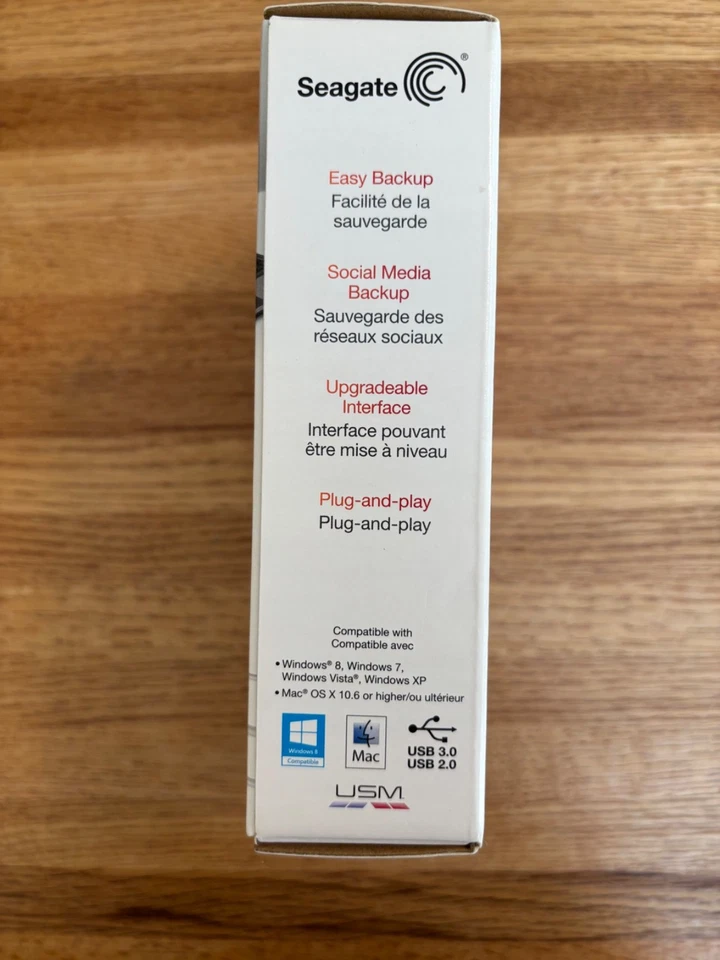 Seagate ®
Easy Backup
Facilité de la
sauvegarde
Social Media
Backup
Sauvegarde des
réseaux sociaux
Upgradeable
Interface
Interface pouvant
être mise à niveau
Plug-and-play
Plug-and-play
Compatible with
Compatible avec
• Windows® 8, Windows 7,
Windows Vista®, Windows XP
• Mac® OS X 10.6 or higher/ou ultérieur
Windows 8
Compatible
Mac
USB 3.0
USB 2.0
USM